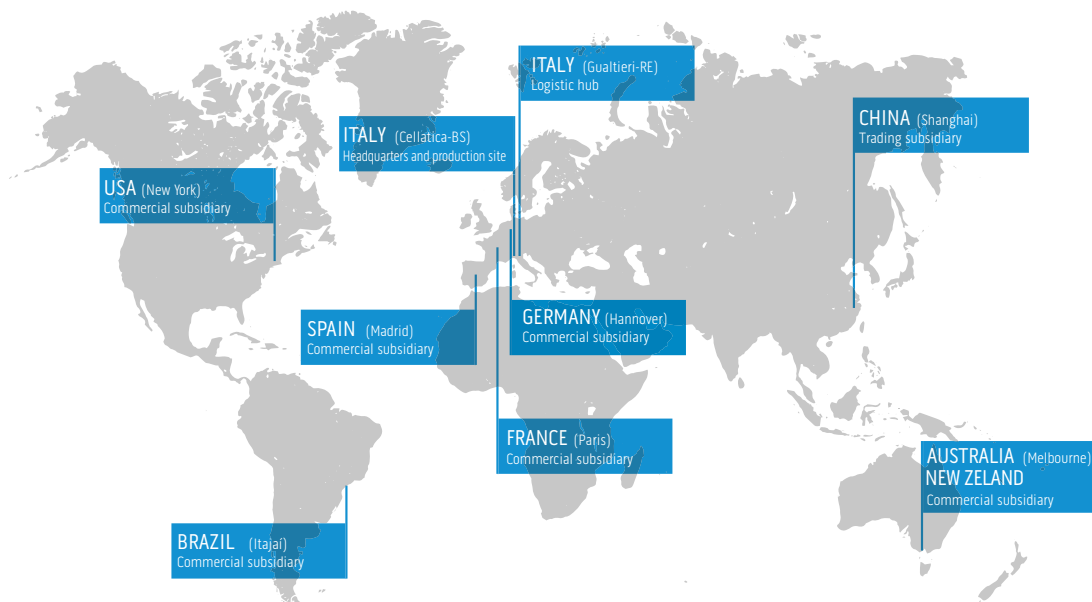 ITALY (Gualtieri-RE)
Logistic hub
CHINA (Shanghai)
Trading subsidiary
ITALY (Cellatica-BS)
Headquarters and production site
USA (New York)
Commercial subsidiary
SPAIN (Madrid)
Commercial subsidiary
GERMANY (Hannover)
Commercial subsidiary
FRANCE (Paris)
Commercial subsidiary
AUSTRALIA (Melbourne)
NEW ZELAND
Commercial subsidiary
BRAZIL (Itajaí)
Commercial subsidiary